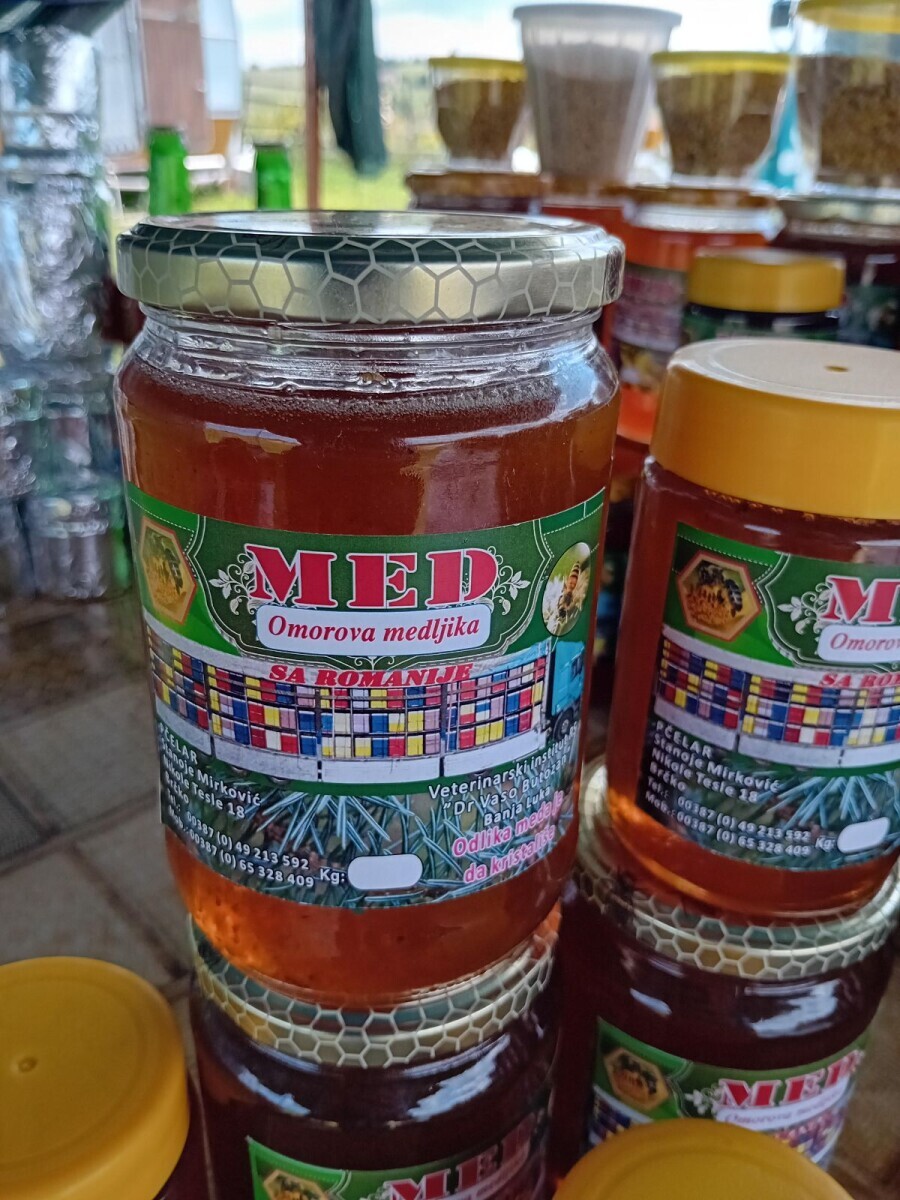 MED
Omorova medljika
SA ROMANIJE
PČELAR
Stanoje Mirković
Nikole Tesle 18
Brčko
Tel.: 00387 (0) 49 213 592
Mob.: 00387 (0) 65 328 409
Kg:
Veterinarski institut
"Dr Vaso Butozan"
Banja Luka
Odlika meda je
da kristališe
M
Omorov
SA RO
PČELAR
Stanoje Mirković
Nikole Tesle 18
Brčko
Tel.: 00387 (0) 49 213 592
Mob.: 00387 (0) 65 328 409
Kg:
MED
MED
Omorova medljika